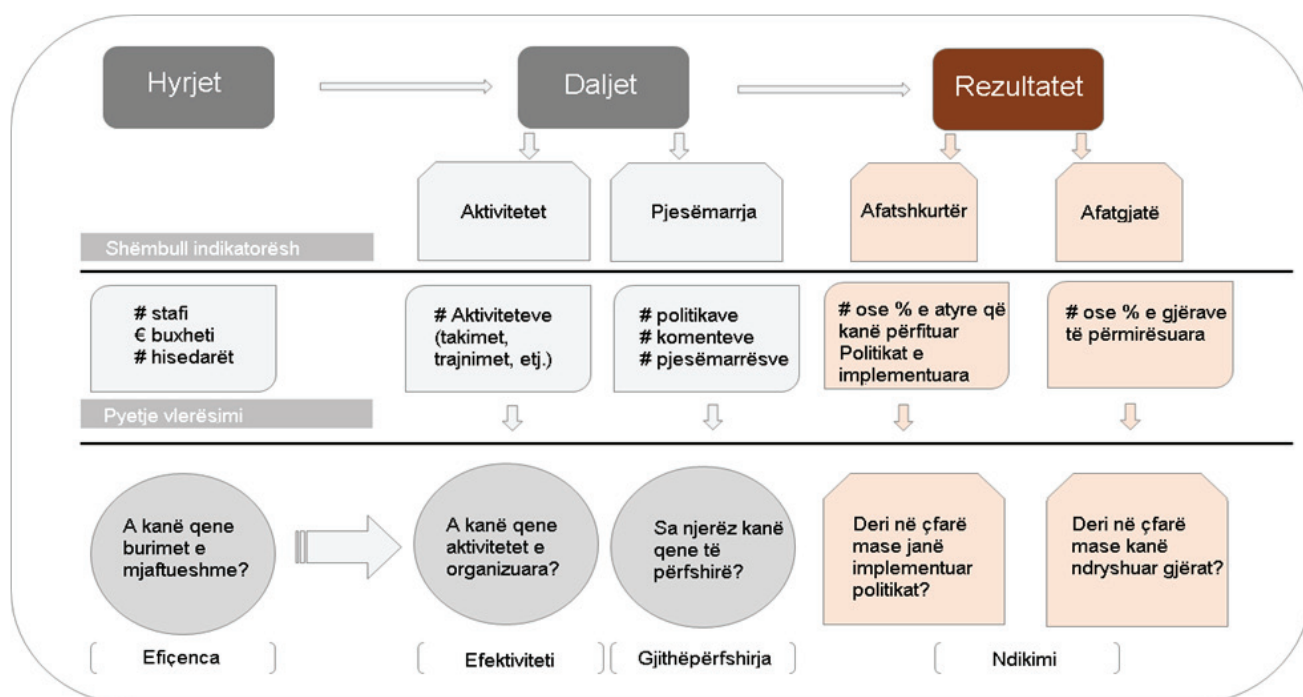 Hyrjet
Daljet
Rezultatet
Aktivitetet
Pjesëmarrja
Afatshkurtër
Afatgjatë
Shëmbull indikatorësh
# stafi
€ buxheti
# hisedarët
# Aktiviteteve
(takimet,
trajnimet, etj.)
# politikave
# komenteve
# pjesëmarrësve
# ose % e atyre që
kanë përfituar
Politikat e
implementuara
# ose % e gjërave
të përmirësuara
Pyetje vlerësimi
A kanë qene
burimet e
mjaftueshme?
A kanë qene
aktivitetet e
organizuara?
Sa njerëz kanë
qene të
përfshirë?
Deri në çfarë
mase janë
implementuar
politikat?
Deri në çfarë
mase kanë
ndryshuar gjërat?
Efiçenca
Efektiviteti
Gjithëpërfshirja
Ndikimi